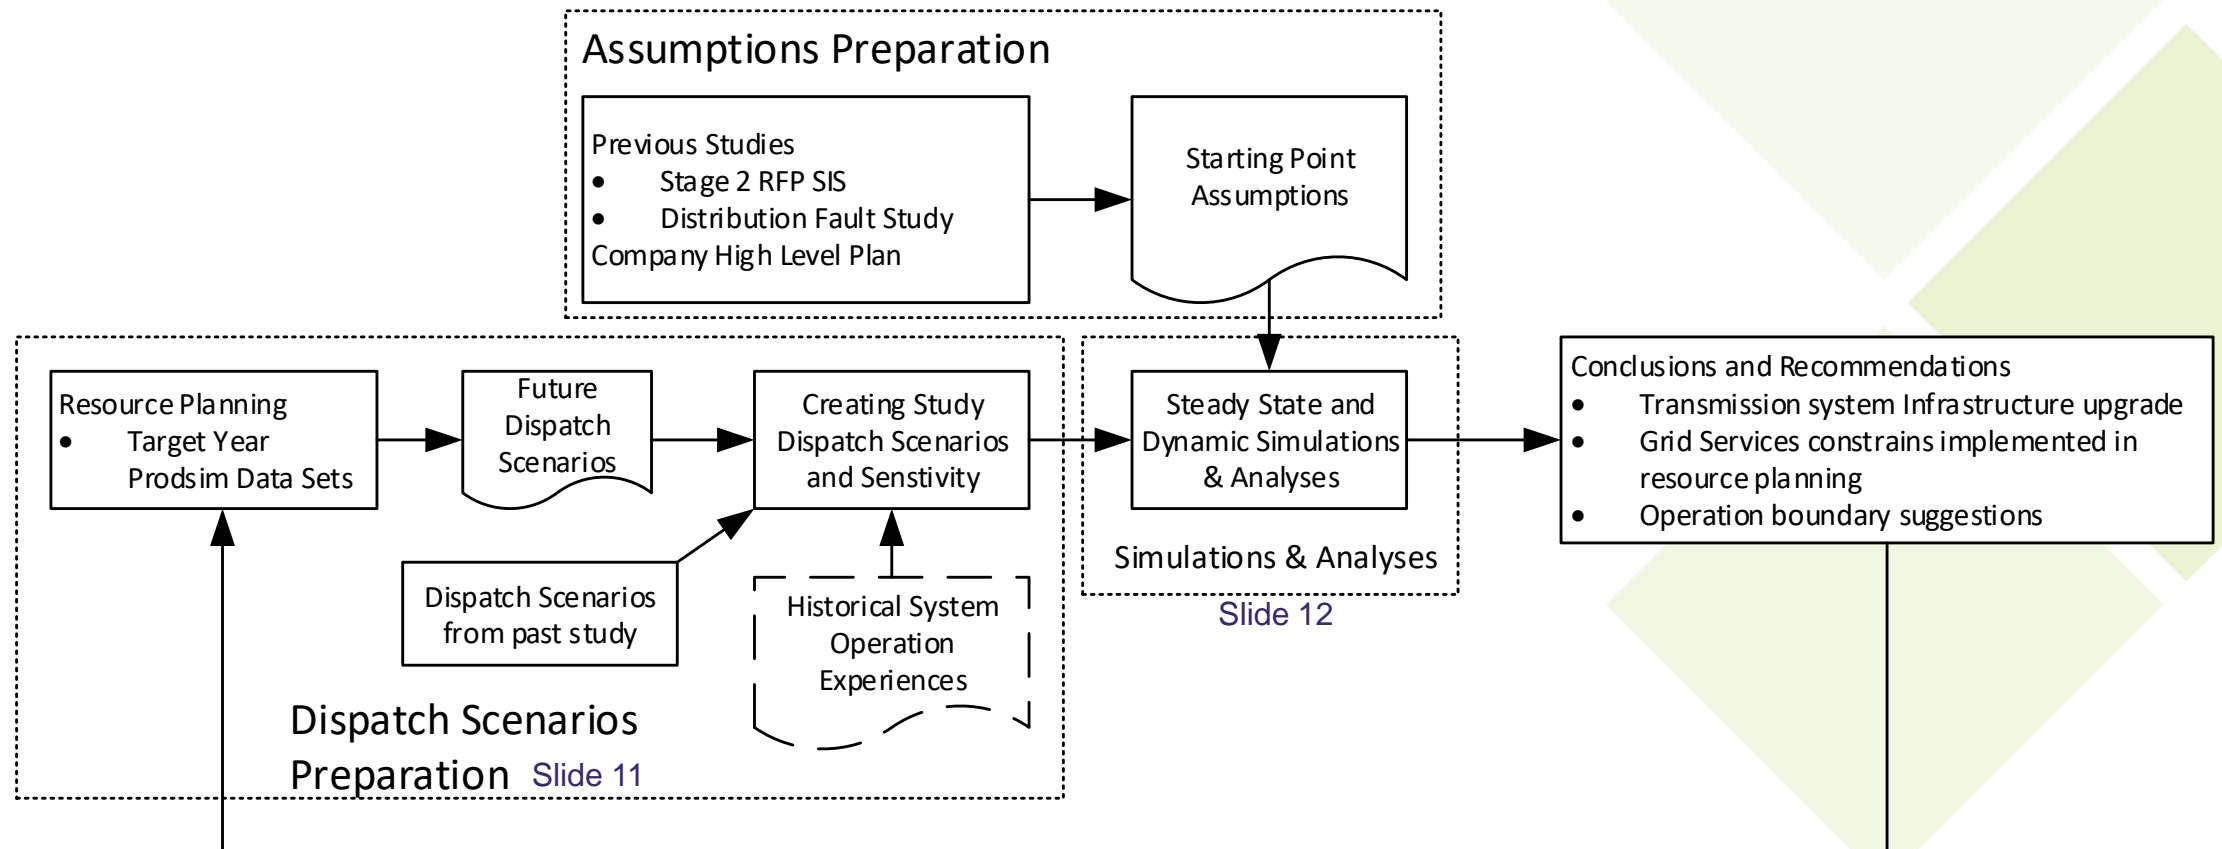 Assumptions Preparation
Previous Studies
• Stage 2 RFP SIS
• Distribution Fault Study
Company High Level Plan
Starting Point
Assumptions
Resource Planning
• Target Year
Prodsim Data Sets
Future
Dispatch
Scenarios
Creating Study
Dispatch Scenarios
and Senstivity
Steady State and
Dynamic Simulations
& Analyses
Conclusions and Recommendations
• Transmission system Infrastructure upgrade
• Grid Services constrains implemented in
resource planning
• Operation boundary suggestions
Simulations & Analyses
Slide 12
Dispatch Scenarios
from past study
Historical System
Operation
Experiences
Dispatch Scenarios
Preparation Slide 11